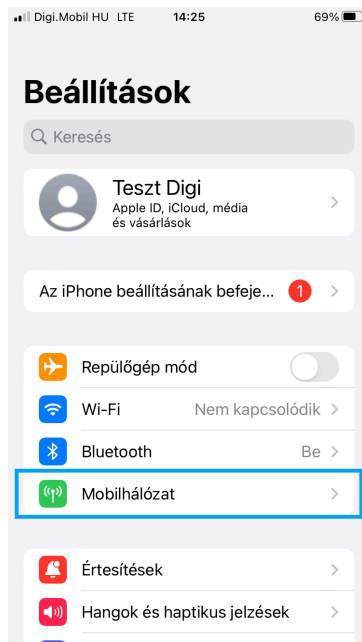 Digi.Mobil HU LTE 14:25 69%
Beállítások
Keresés
Teszt Digi
Apple ID, iCloud, média
és vásárlások
Az iPhone beállításának befeje... 1
Repülőgép mód
Wi-Fi Nem kapcsolódik
Bluetooth Be
Mobilhálózat
Értesítések
Hangok és haptikus jelzések